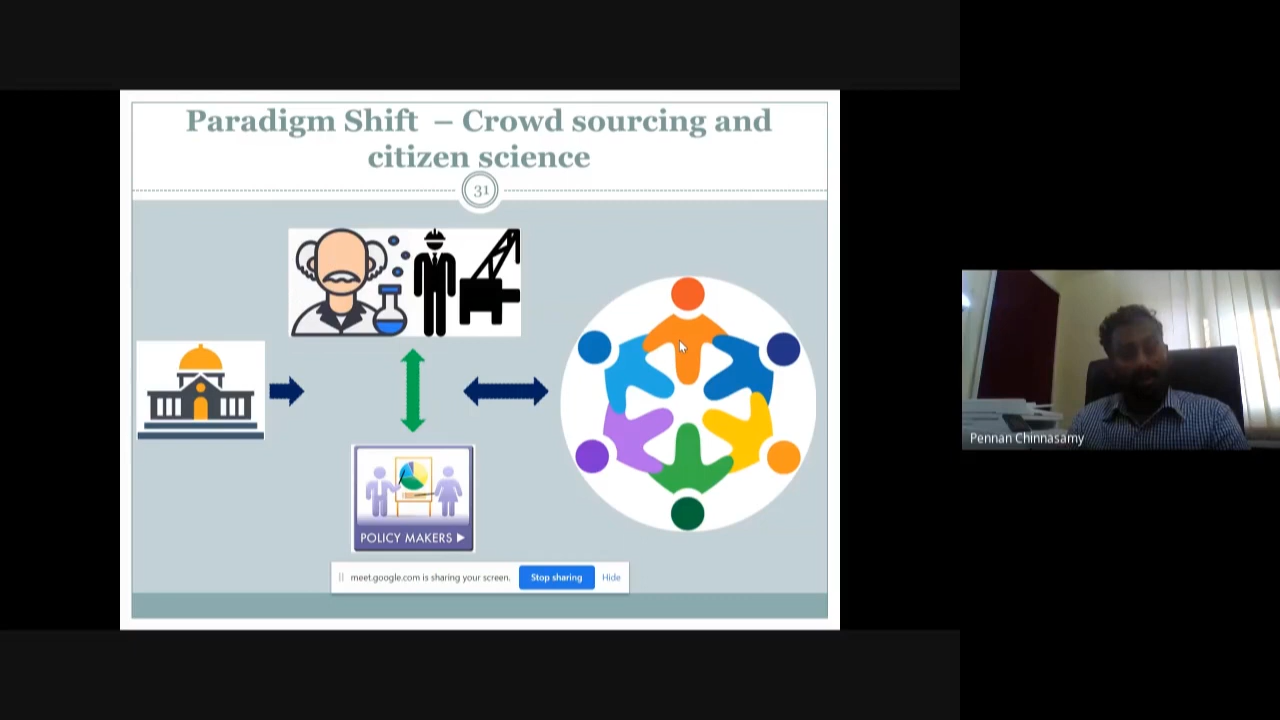 Paradigm Shift – Crowd sourcing and
citizen science
31
POLICY MAKERS
meet.google.com is sharing your screen.
Stop sharing
Hide
Pennan Chinnasamy